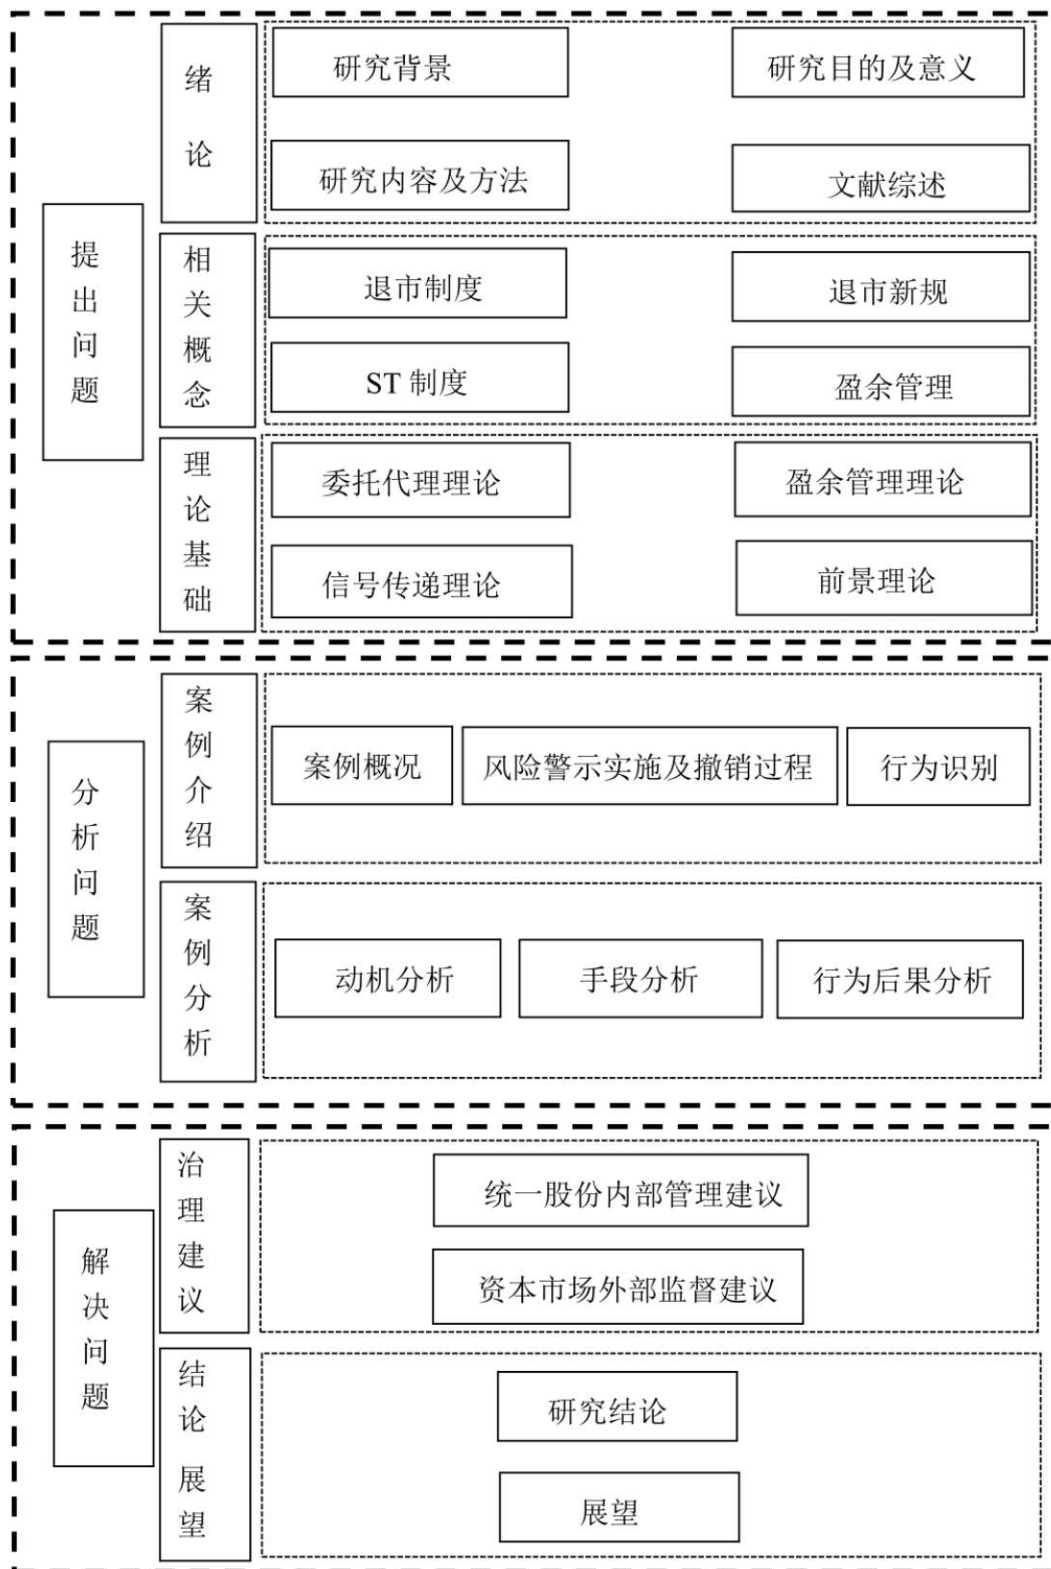 绪论
研究背景
研究目的及意义
研究内容及方法
文献综述
提出问题
相关概念
退市制度
退市新规
ST 制度
盈余管理
理论基础
委托代理理论
盈余管理理论
信号传递理论
前景理论
分析问题
案例介绍
案例概况
风险警示实施及撤销过程
行为识别
案例分析
动机分析
手段分析
行为后果分析
解决问题
治理建议
统一股份内部管理建议
资本市场外部监督建议
结论展望
研究结论
展望